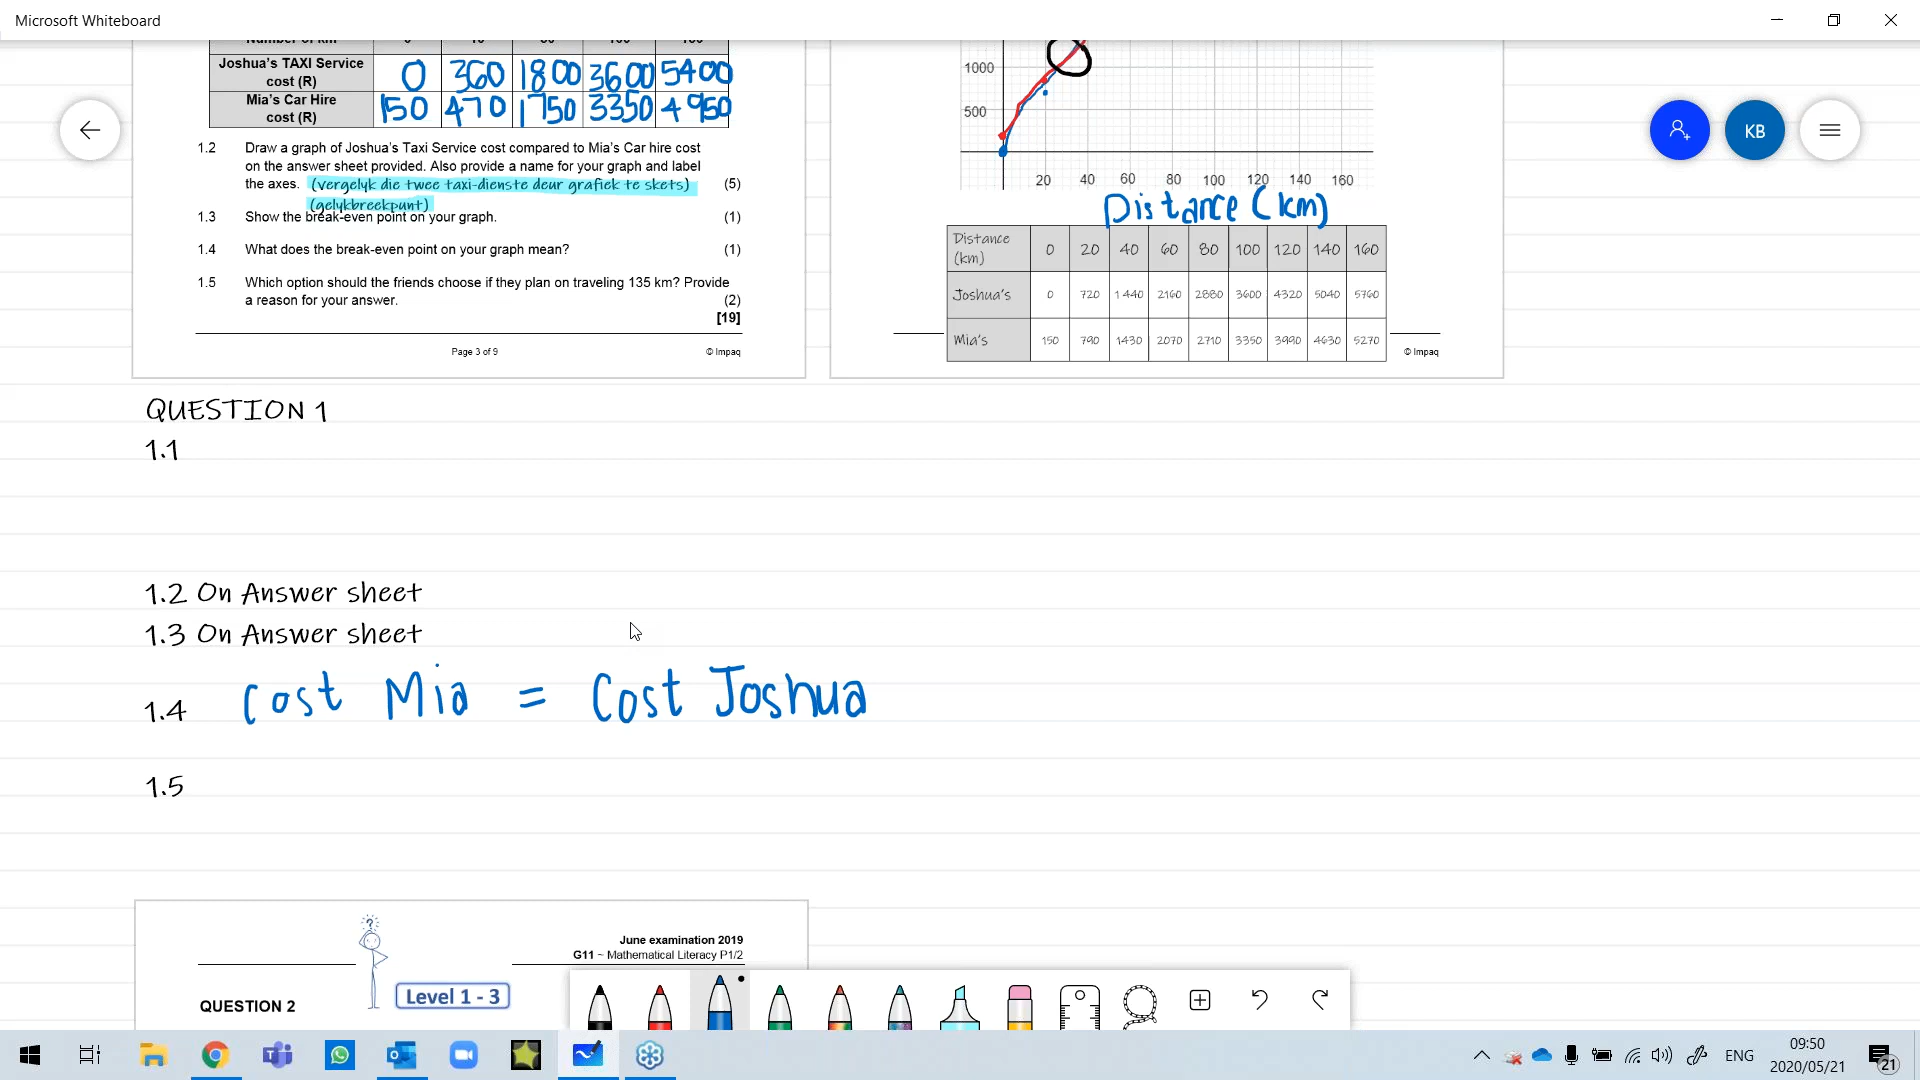 Microsoft Whiteboard
Joshua's TAXI Service cost (R) 0 360 1800 3600 5400
Mia's Car Hire cost (R) 150 470 1750 3350 4950
1.2 Draw a graph of Joshua's Taxi Service cost compared to Mia's Car hire cost
on the answer sheet provided. Also provide a name for your graph and label
the axes. (vergelyk die twee taxi-dienste deur grafiek te skets) (5)
(gelykbreekpunt)
1.3 Show the break-even point on your graph. (1)
1.4 What does the break-even point on your graph mean? (1)
1.5 Which option should the friends choose if they plan on traveling 135 km? Provide
a reason for your answer. (2)
[19]
Page 3 of 9 © Impaq
1000
500
20 40 60 80 100 120 140 160
Distance (km)
Distance (km) 0 20 40 60 80 100 120 140 160
Joshua's 0 720 1 440 2160 2880 3600 4320 5040 5760
Mia's 150 790 1430 2070 2710 3350 3990 4630 5270
© Impaq
KB
QUESTION 1
1.1
1.2 On Answer sheet
1.3 On Answer sheet
1.4 Cost Mia = Cost Joshua
1.5
?
June examination 2019
G11 ~ Mathematical Literacy P1/2
QUESTION 2 Level 1 - 3
ENG
09:50
2020/05/21
21